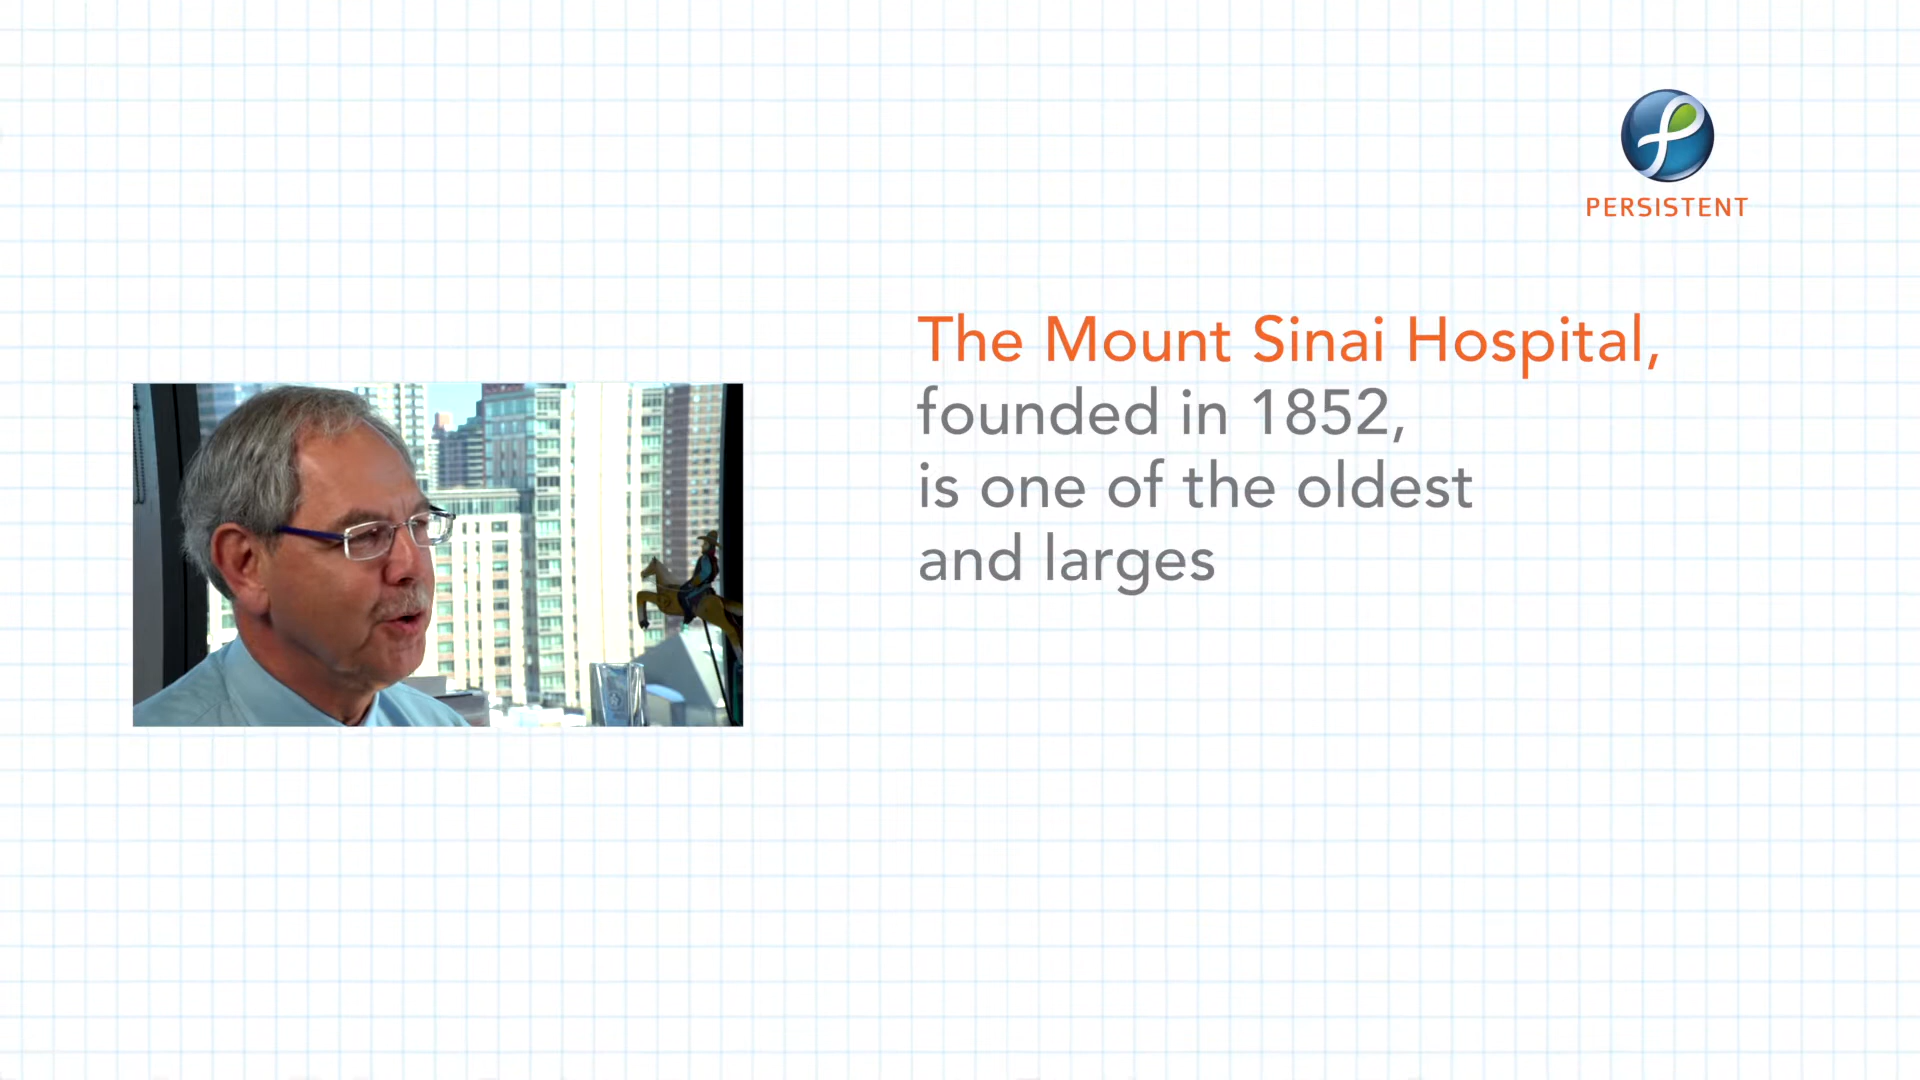 PERSISTENT
The Mount Sinai Hospital,
founded in 1852,
is one of the oldest
and larges